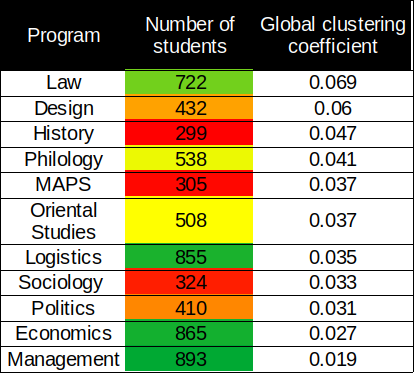 Program Number of students Global clustering coefficient
Law 722 0.069
Design 432 0.06
History 299 0.047
Philology 538 0.041
MAPS 305 0.037
Oriental Studies 508 0.037
Logistics 855 0.035
Sociology 324 0.033
Politics 410 0.031
Economics 865 0.027
Management 893 0.019